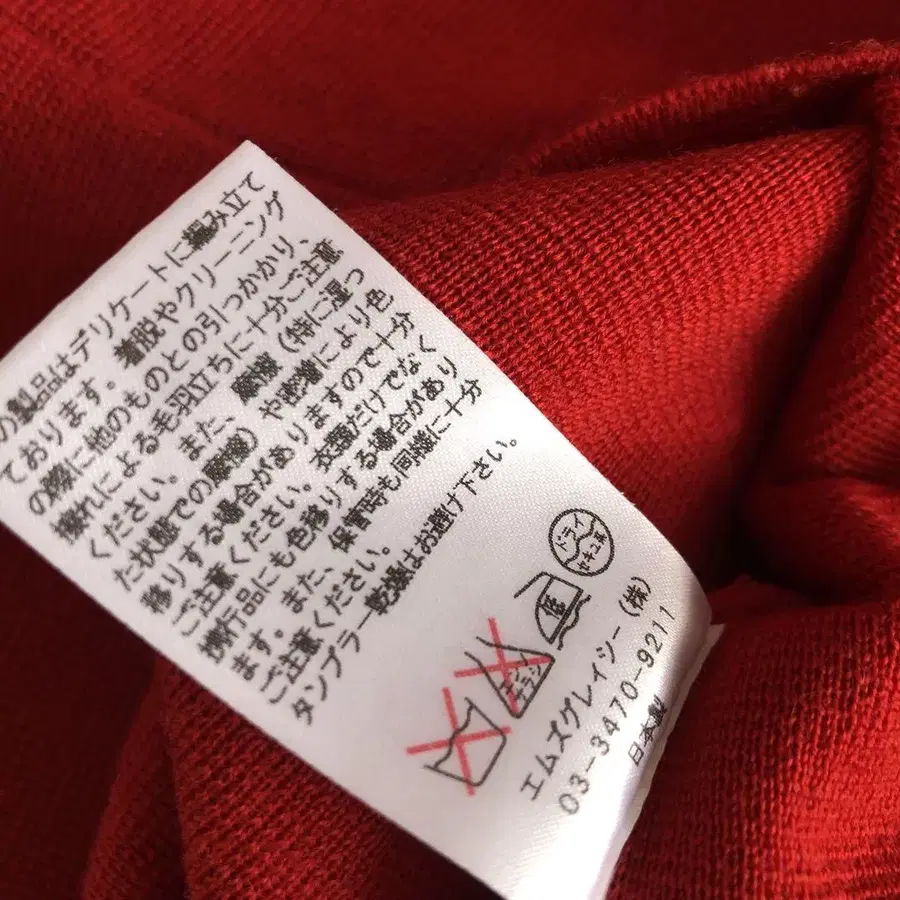 の製品はデリケートに編み立て
ております。着脱やクリーニング
の際に他のものとの引っかかり、
擦れによる毛羽立ちに十分ご注意
ください。また、摩擦（特に湿っ
た状態での摩擦）や密着により色
移りする場合がありますので十分
ご注意ください。衣類だけでなく
携行品にも色移りする場合があり
ます。また、保管時も同様に十分
ご注意ください。
タンブラー乾燥はお避け下さい。
ドライ
セキユ系
エンソ
サラシ
エムズグレイシー（株）
03-3470-9211
日本製